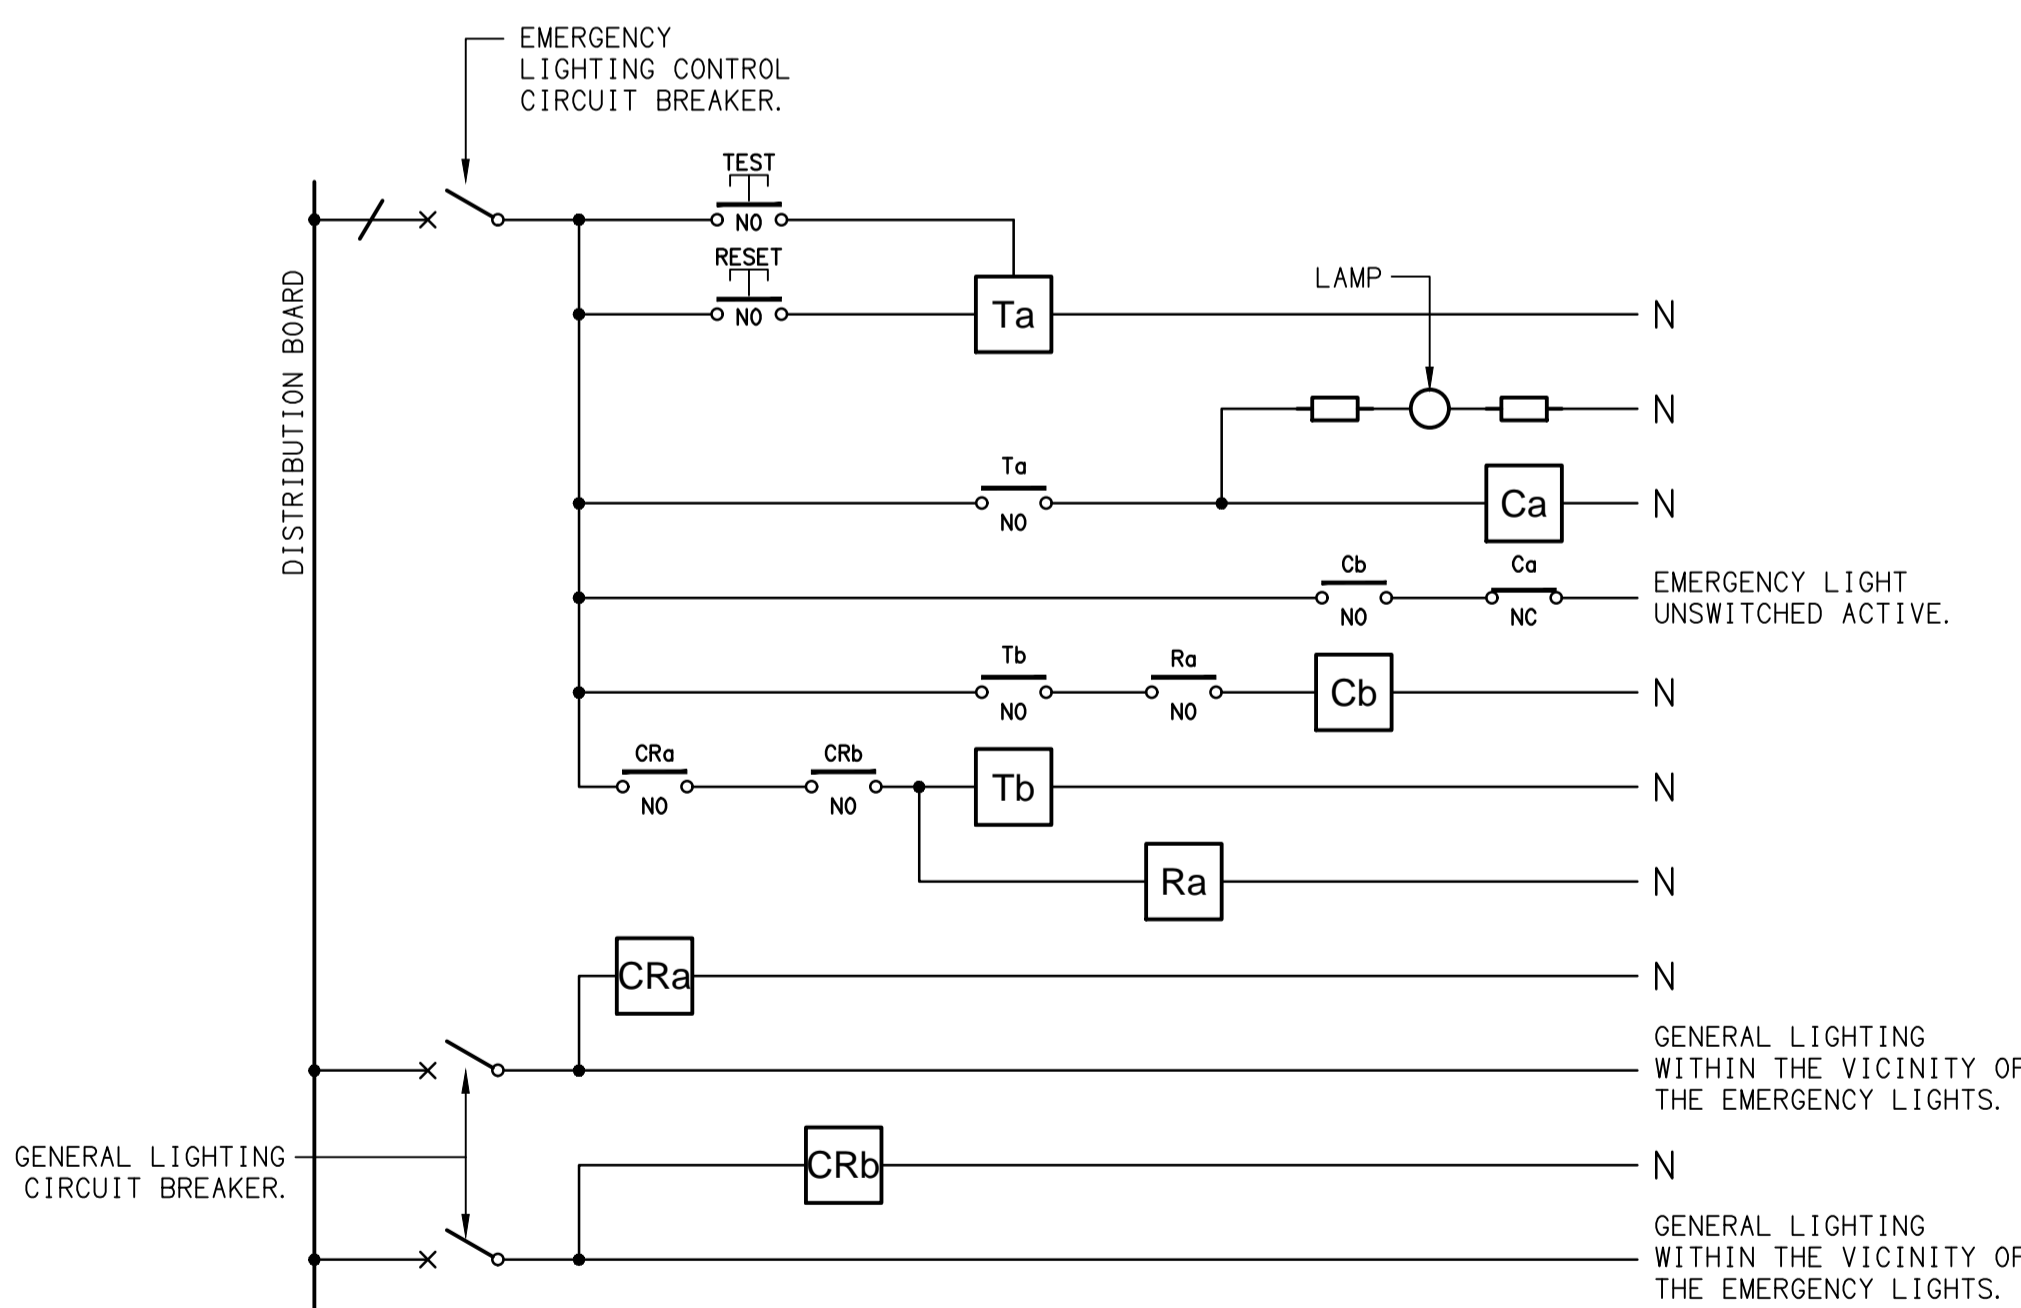 EMERGENCY
LIGHTING CONTROL
CIRCUIT BREAKER.
TEST
NO
RESET
NO
Ta
N
LAMP
N
DISTRIBUTION BOARD
Ta
NO
Ca
N
Cb
NO
Ca
NC
EMERGENCY LIGHT
UNSWITCHED ACTIVE.
Tb
NO
Ra
NO
Cb
N
CRa
NO
CRb
NO
Tb
N
Ra
N
CRa
N
GENERAL LIGHTING
WITHIN THE VICINITY OF
THE EMERGENCY LIGHTS.
GENERAL LIGHTING
CIRCUIT BREAKER.
CRb
N
GENERAL LIGHTING
WITHIN THE VICINITY OF
THE EMERGENCY LIGHTS.